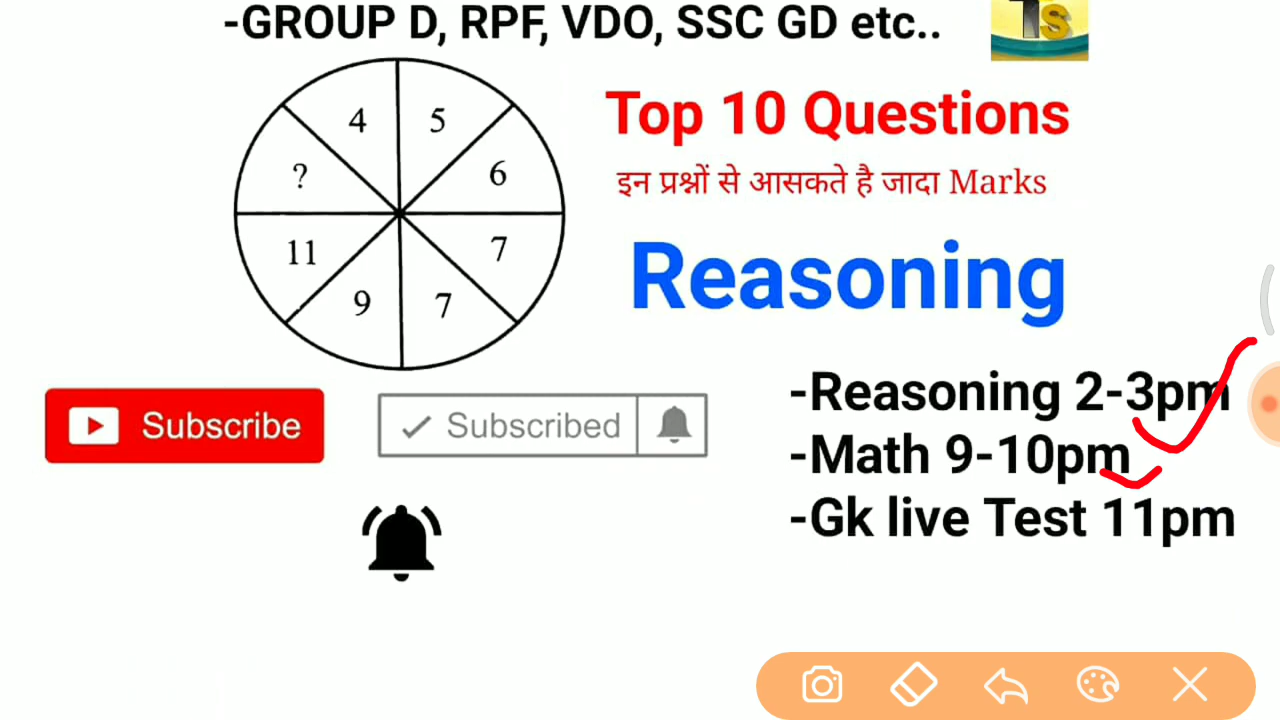 -GROUP D, RPF, VDO, SSC GD etc..
TS
4 5
? 6
11 7
9 7
Top 10 Questions
इन प्रश्नों से आसकते है जादा Marks
Reasoning
Subscribe
Subscribed
-Reasoning 2-3pm
-Math 9-10pm
-Gk live Test 11pm